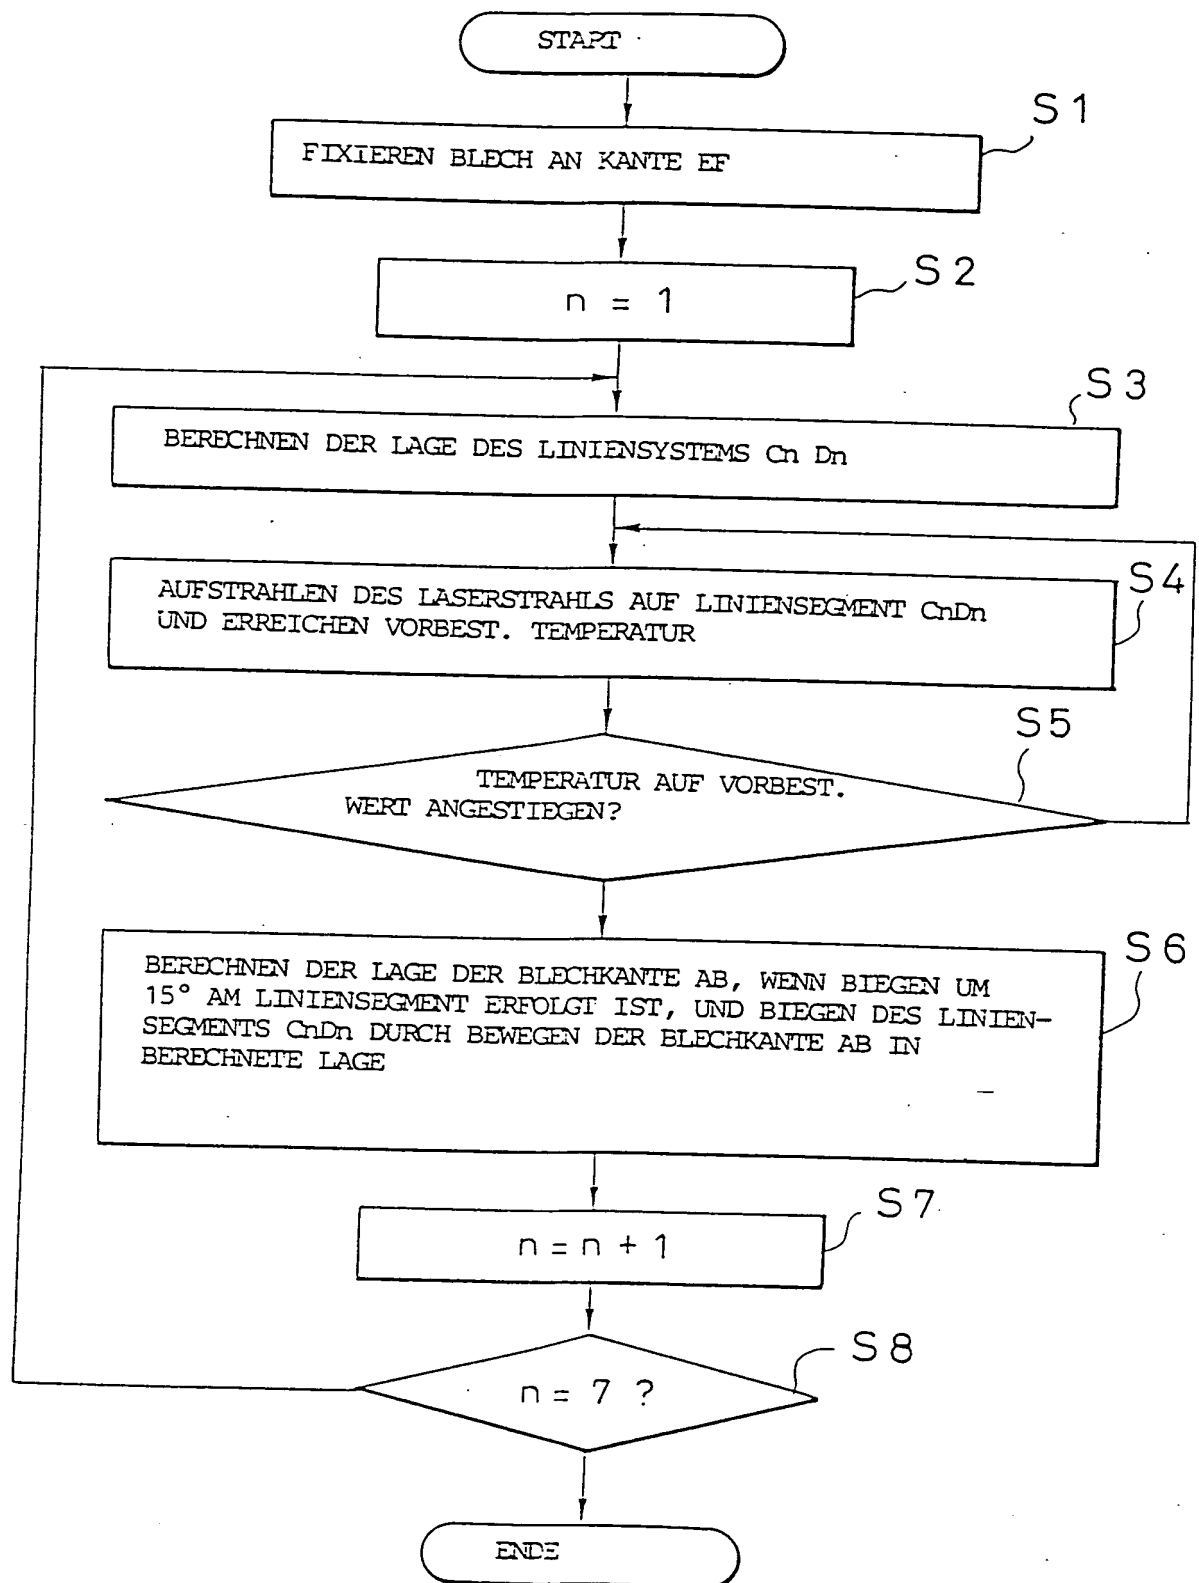 START
S1
FIXIEREN BLECH AN KANTE EF
S2
n = 1
S3
BERECHNEN DER LAGE DES LINIENSYSTEMS Cn Dn
S4
AUFSTRAHLEN DES LASERSTRAHLS AUF LINIENSEGMENT CnDn
UND ERREICHEN VORBEST. TEMPERATUR
S5
TEMPERATUR AUF VORBEST.
WERT ANGESTIEGEN?
S6
BERECHNEN DER LAGE DER BLECHKANTE AB, WENN BIEGEN UM
15° AM LINIENSEGMENT ERFOLGT IST, UND BIEGEN DES LINIEN-
SEGMENTS CnDn DURCH BEWEGEN DER BLECHKANTE AB IN
BERECHNETE LAGE
S7
n = n + 1
S8
n = 7 ?
ENDE